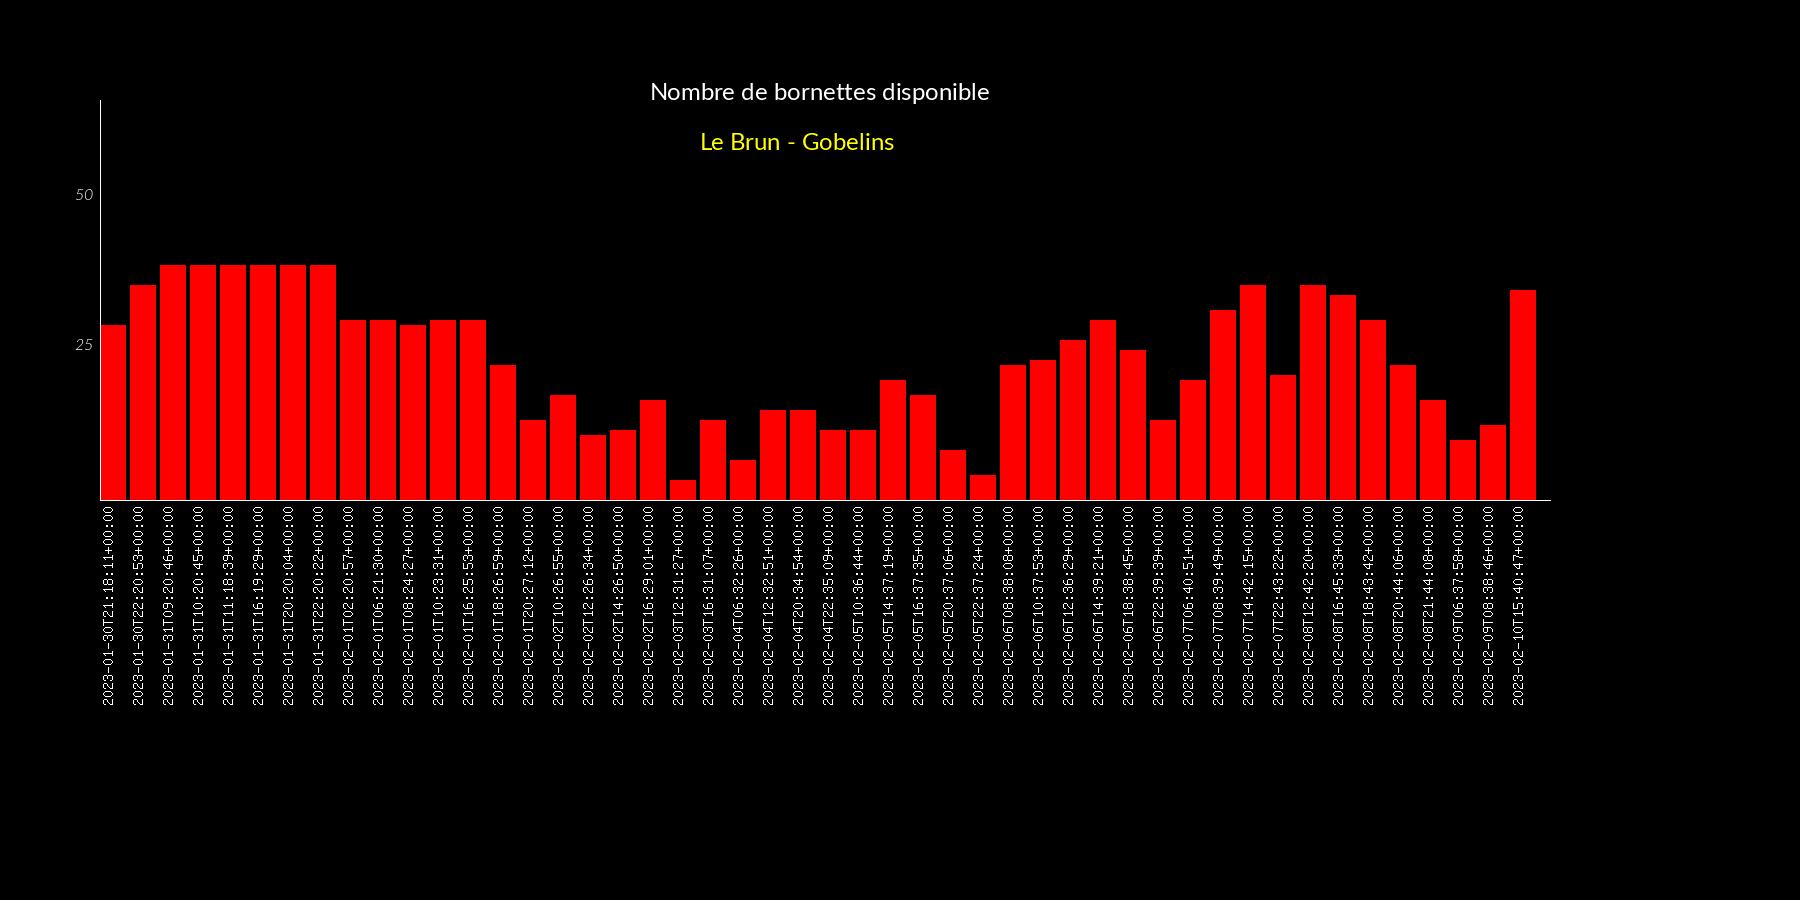 Nombre de bornettes disponible
Le Brun - Gobelins
50
25
2023-01-30T21:18:11+00:00
2023-01-30T22:20:53+00:00
2023-01-31T09:20:46+00:00
2023-01-31T10:20:45+00:00
2023-01-31T11:18:39+00:00
2023-01-31T16:19:29+00:00
2023-01-31T20:20:04+00:00
2023-01-31T22:20:22+00:00
2023-02-01T02:20:57+00:00
2023-02-01T06:21:30+00:00
2023-02-01T08:24:27+00:00
2023-02-01T10:23:31+00:00
2023-02-01T16:25:53+00:00
2023-02-01T18:26:59+00:00
2023-02-01T20:27:12+00:00
2023-02-02T10:26:55+00:00
2023-02-02T12:26:34+00:00
2023-02-02T14:26:50+00:00
2023-02-02T16:29:01+00:00
2023-02-03T12:31:27+00:00
2023-02-03T16:31:07+00:00
2023-02-04T06:32:26+00:00
2023-02-04T12:32:51+00:00
2023-02-04T20:34:54+00:00
2023-02-04T22:35:09+00:00
2023-02-05T10:36:44+00:00
2023-02-05T14:37:19+00:00
2023-02-05T16:37:35+00:00
2023-02-05T20:37:06+00:00
2023-02-05T22:37:24+00:00
2023-02-06T08:38:08+00:00
2023-02-06T10:37:53+00:00
2023-02-06T12:36:29+00:00
2023-02-06T14:39:21+00:00
2023-02-06T18:38:45+00:00
2023-02-06T22:39:39+00:00
2023-02-07T06:40:51+00:00
2023-02-07T08:39:49+00:00
2023-02-07T14:42:15+00:00
2023-02-07T22:43:22+00:00
2023-02-08T12:42:20+00:00
2023-02-08T16:45:33+00:00
2023-02-08T18:43:42+00:00
2023-02-08T20:44:06+00:00
2023-02-08T21:44:08+00:00
2023-02-09T06:37:58+00:00
2023-02-09T08:38:46+00:00
2023-02-10T15:40:47+00:00